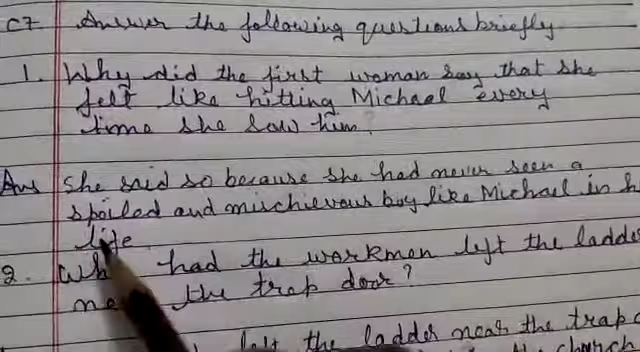 C7 Answer the following questions briefly
1. Why did the first woman say that she
felt like hitting Michael every
time she saw him.
Ans She said so because she had never seen a
spoiled and mischievous boy like Michael in h
life.
2. Wh had the workmen left the ladder
the trap door?
left the ladder near the trap d
church